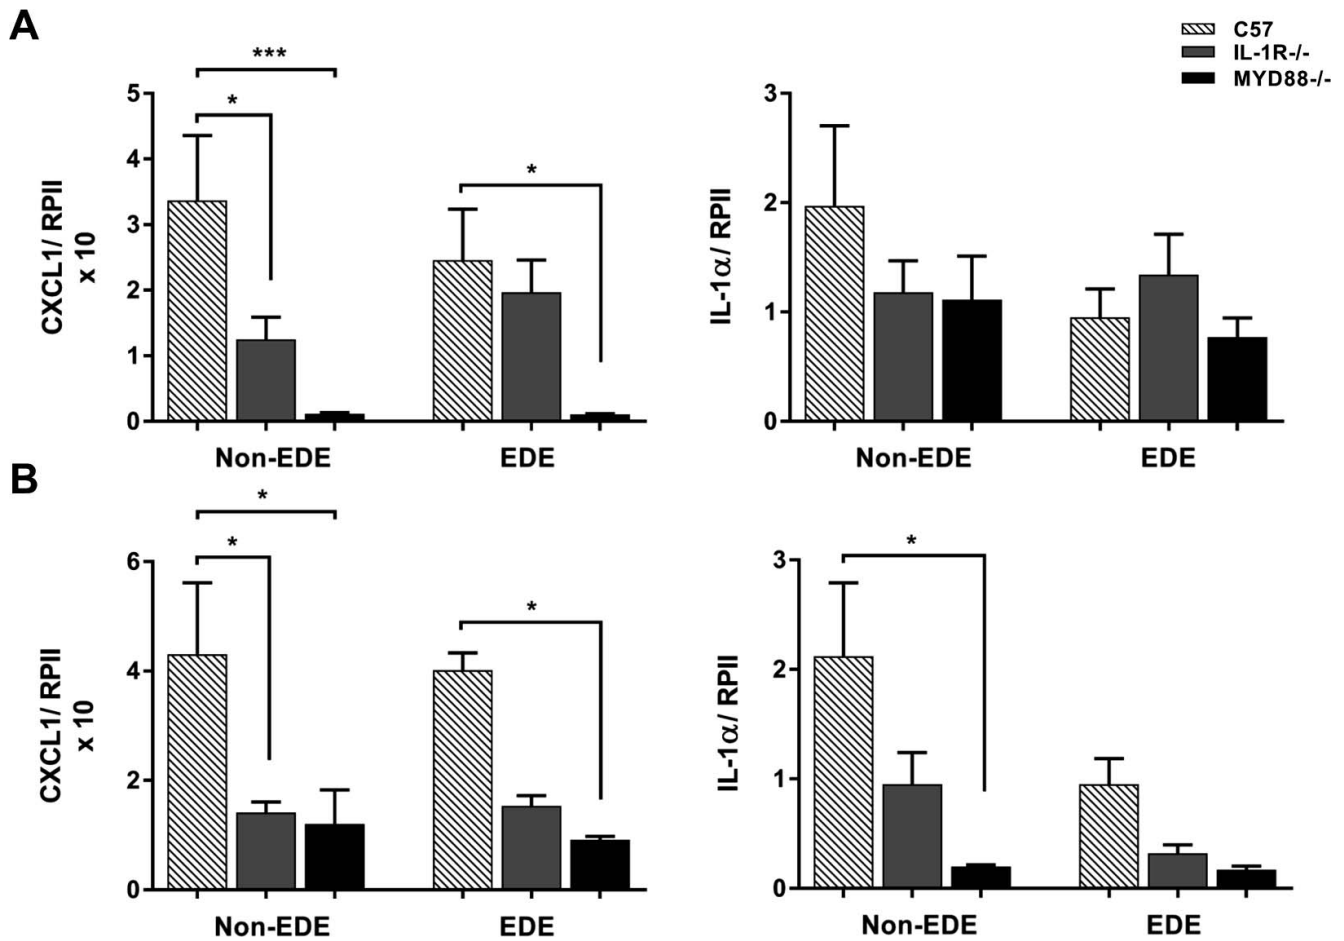 A
C57
IL-1R-/-
MYD88-/-
***
*
*
5
4
3
2
1
0
CXCL1/ RPII
x 10
Non-EDE
EDE
3
2
1
0
IL-1α/ RPII
Non-EDE
EDE
B
*
*
*
6
4
2
0
CXCL1/ RPII
x 10
Non-EDE
EDE
*
3
2
1
0
IL-1α/ RPII
Non-EDE
EDE